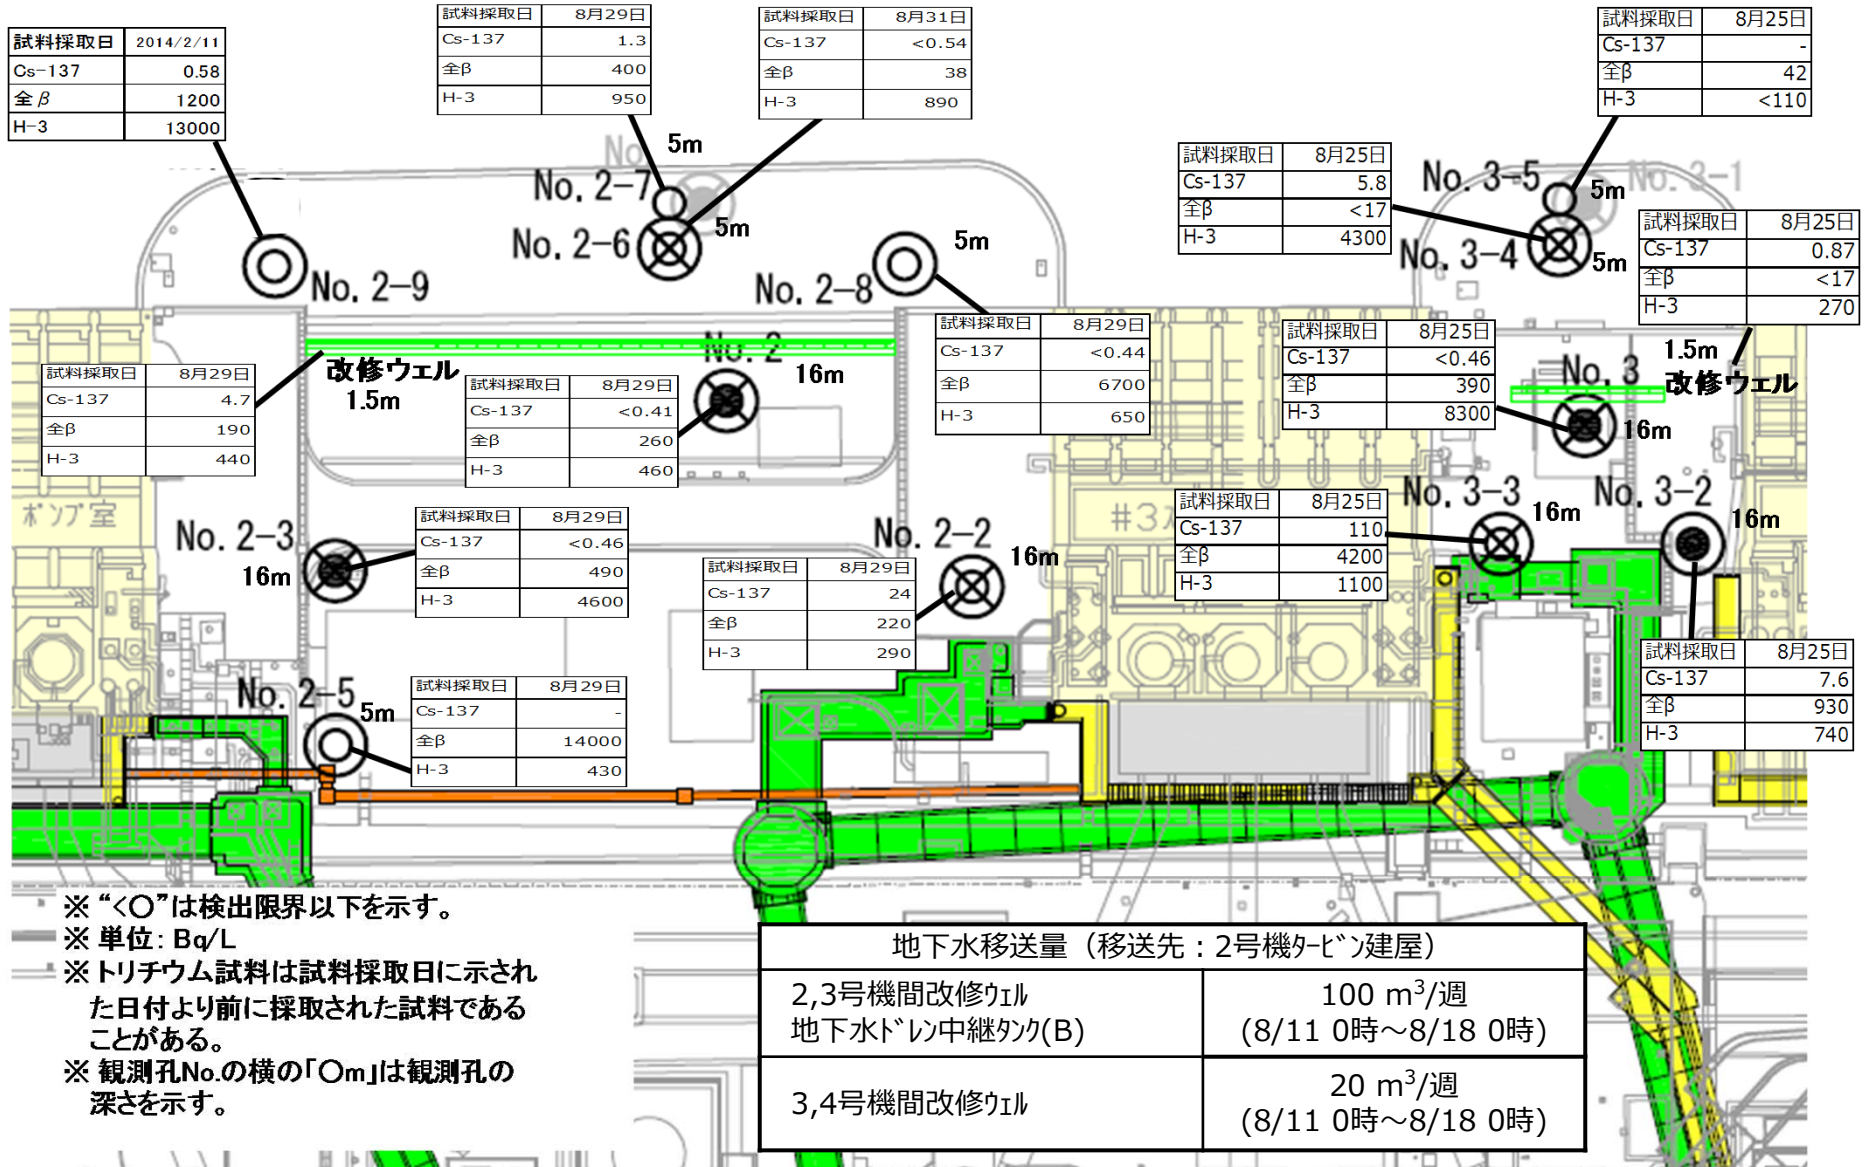 試料採取日 2014/2/11
Cs-137 0.58
全β 1200
H-3 13000
試料採取日 8月29日
Cs-137 1.3
全β 400
H-3 950
試料採取日 8月31日
Cs-137 <0.54
全β 38
H-3 890
試料採取日 8月25日
Cs-137 -
全β 42
H-3 <110
試料採取日 8月25日
Cs-137 5.8
全β <17
H-3 4300
試料採取日 8月25日
Cs-137 0.87
全β <17
H-3 270
No
5m
No. 2-7
5m
No. 2-6
5m
No. 2-8
No. 2-9
No. 3-5
5m
No. 3-1
No. 3-4
5m
試料採取日 8月29日
Cs-137 4.7
全β 190
H-3 440
改修ウェル
1.5m
試料採取日 8月29日
Cs-137 <0.41
全β 260
H-3 460
No. 2
16m
試料採取日 8月29日
Cs-137 <0.44
全β 6700
H-3 650
試料採取日 8月25日
Cs-137 <0.46
全β 390
H-3 8300
No. 3
16m
1.5m
改修ウェル
ポンプ室
No. 2-3
16m
試料採取日 8月29日
Cs-137 <0.46
全β 490
H-3 4600
試料採取日 8月29日
Cs-137 24
全β 220
H-3 290
No. 2-2
16m
#3ス
試料採取日 8月25日
Cs-137 110
全β 4200
H-3 1100
No. 3-3
16m
No. 3-2
16m
試料採取日 8月25日
Cs-137 7.6
全β 930
H-3 740
No. 2-5
5m
試料採取日 8月29日
Cs-137 -
全β 14000
H-3 430
※ “<○”は検出限界以下を示す。
※ 単位: Bq/L
※ トリチウム試料は試料採取日に示され
た日付より前に採取された試料である
ことがある。
※ 観測孔No.の横の「○m」は観測孔の
深さを示す。
地下水移送量（移送先：2号機ﾀｰﾋﾞﾝ建屋）
2,3号機間改修ｳｪﾙ
地下水ﾄﾞﾚﾝ中継ﾀﾝｸ(B)
100 m³/週
(8/11 0時～8/18 0時)
3,4号機間改修ｳｪﾙ
20 m³/週
(8/11 0時～8/18 0時)